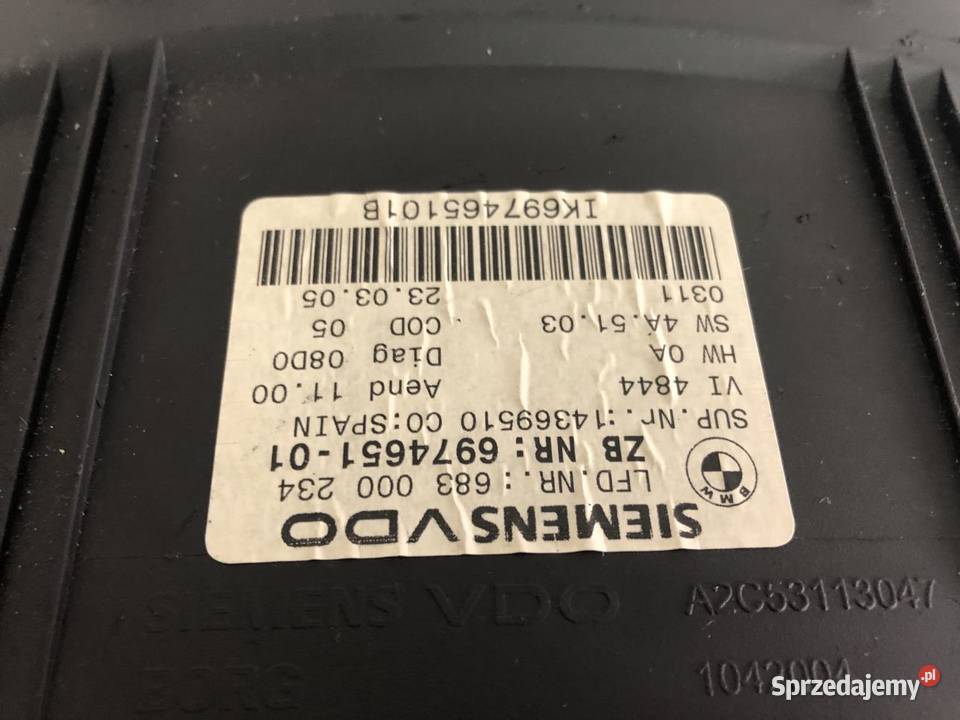 SIEMENS VDO
LFD.NR.: 683 000 234
ZB NR: 6974651-01
SUP.Nr.:14369510 CO:SPAIN
VI 4844 Aend 11.00
HW 0A Diag 08D0
SW 4A.51.03 COD 05
0311 23.03.05
IK697465101B
BMW
SIEMENS VDO A2C53113047
Sprzedajemy.pl